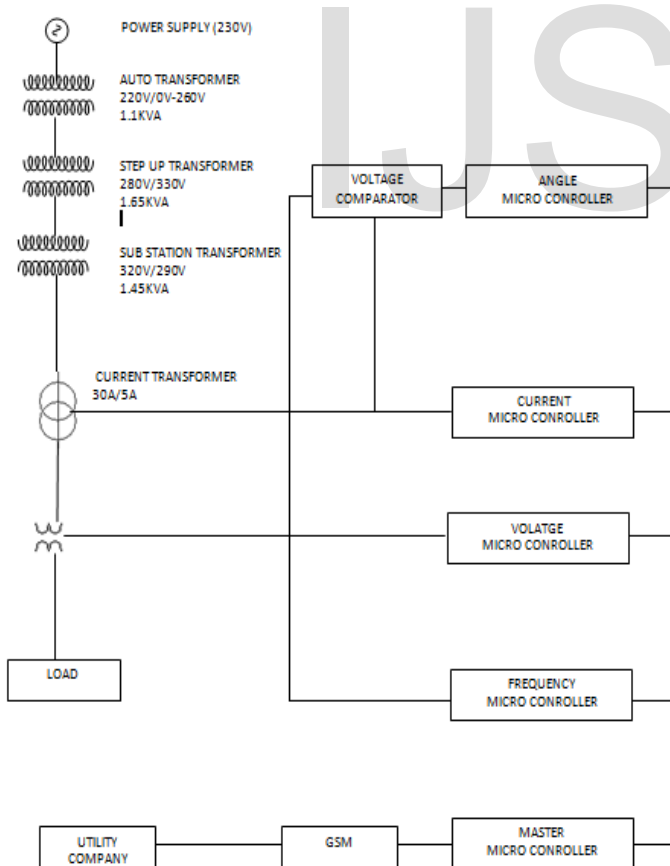 IJS
POWER SUPPLY (230V)
AUTO TRANSFORMER
220V/0V-260V
1.1KVA
STEP UP TRANSFORMER
280V/330V
1.65KVA
SUB STATION TRANSFORMER
320V/290V
1.45KVA
VOLTAGE
COMPARATOR
ANGLE
MICRO CONROLLER
CURRENT TRANSFORMER
30A/5A
CURRENT
MICRO CONROLLER
VOLATGE
MICRO CONROLLER
LOAD
FREQUENCY
MICRO CONROLLER
UTILITY
COMPANY
GSM
MASTER
MICRO CONROLLER